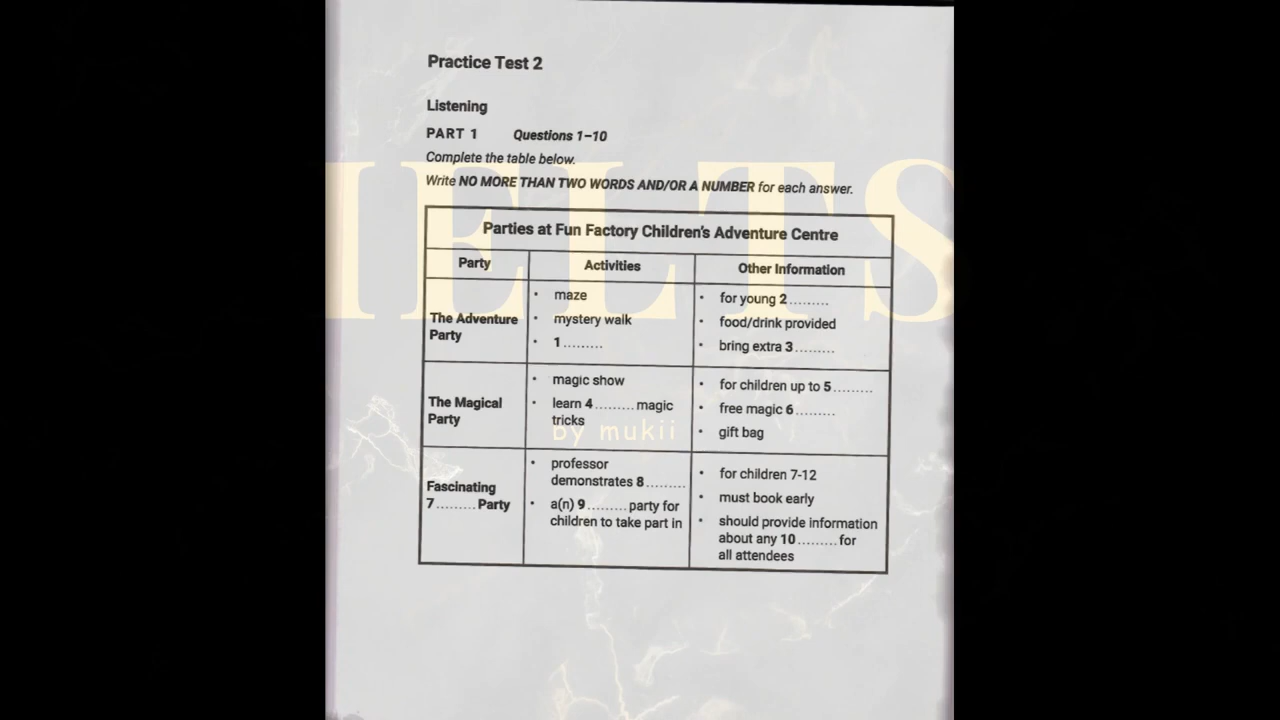 Practice Test 2
Listening
PART 1 Questions 1–10
Complete the table below.
Write NO MORE THAN TWO WORDS AND/OR A NUMBER for each answer.
IELTS
Parties at Fun Factory Children's Adventure Centre
Party Activities Other Information
The Adventure
Party
• maze
• mystery walk
• 1 .........
• for young 2 .........
• food/drink provided
• bring extra 3 .........
The Magical
Party
• magic show
• learn 4 ......... magic
tricks
• for children up to 5 .........
• free magic 6 .........
• gift bag
by mukii
Fascinating
7 ......... Party
• professor
demonstrates 8 .........
• a(n) 9 ......... party for
children to take part in
• for children 7-12
• must book early
• should provide information
about any 10 ......... for
all attendees